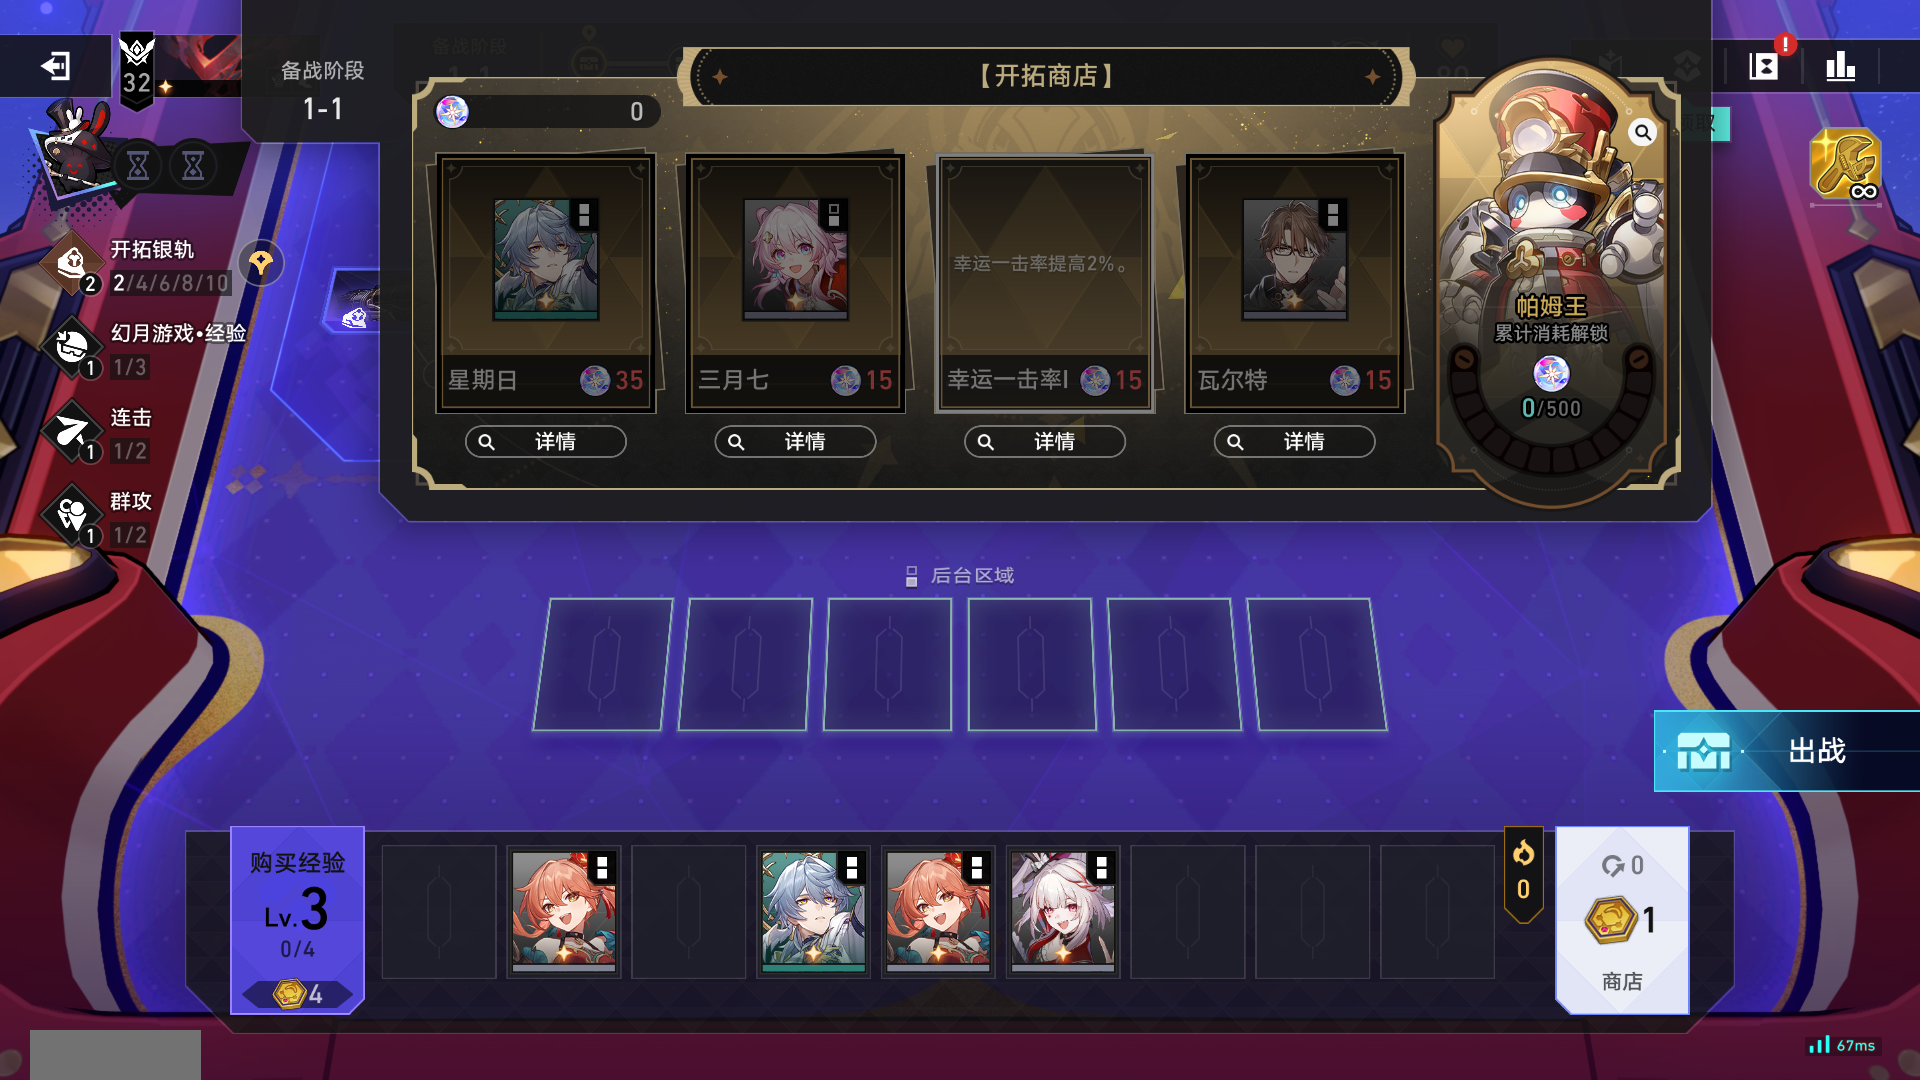 32
备战阶段
1-1
【开拓商店】
0
幸运一击率提高2%。
星期日 35
三月七 15
幸运一击率I 15
瓦尔特 15
详情
详情
详情
详情
帕姆王
累计消耗解锁
0/500
开拓银轨
2
2/4/6/8/10
幻月游戏•经验
1
1/3
连击
1
1/2
群攻
1
1/2
后台区域
出战
购买经验
Lv.3
0/4
4
0
0
1
商店
67ms